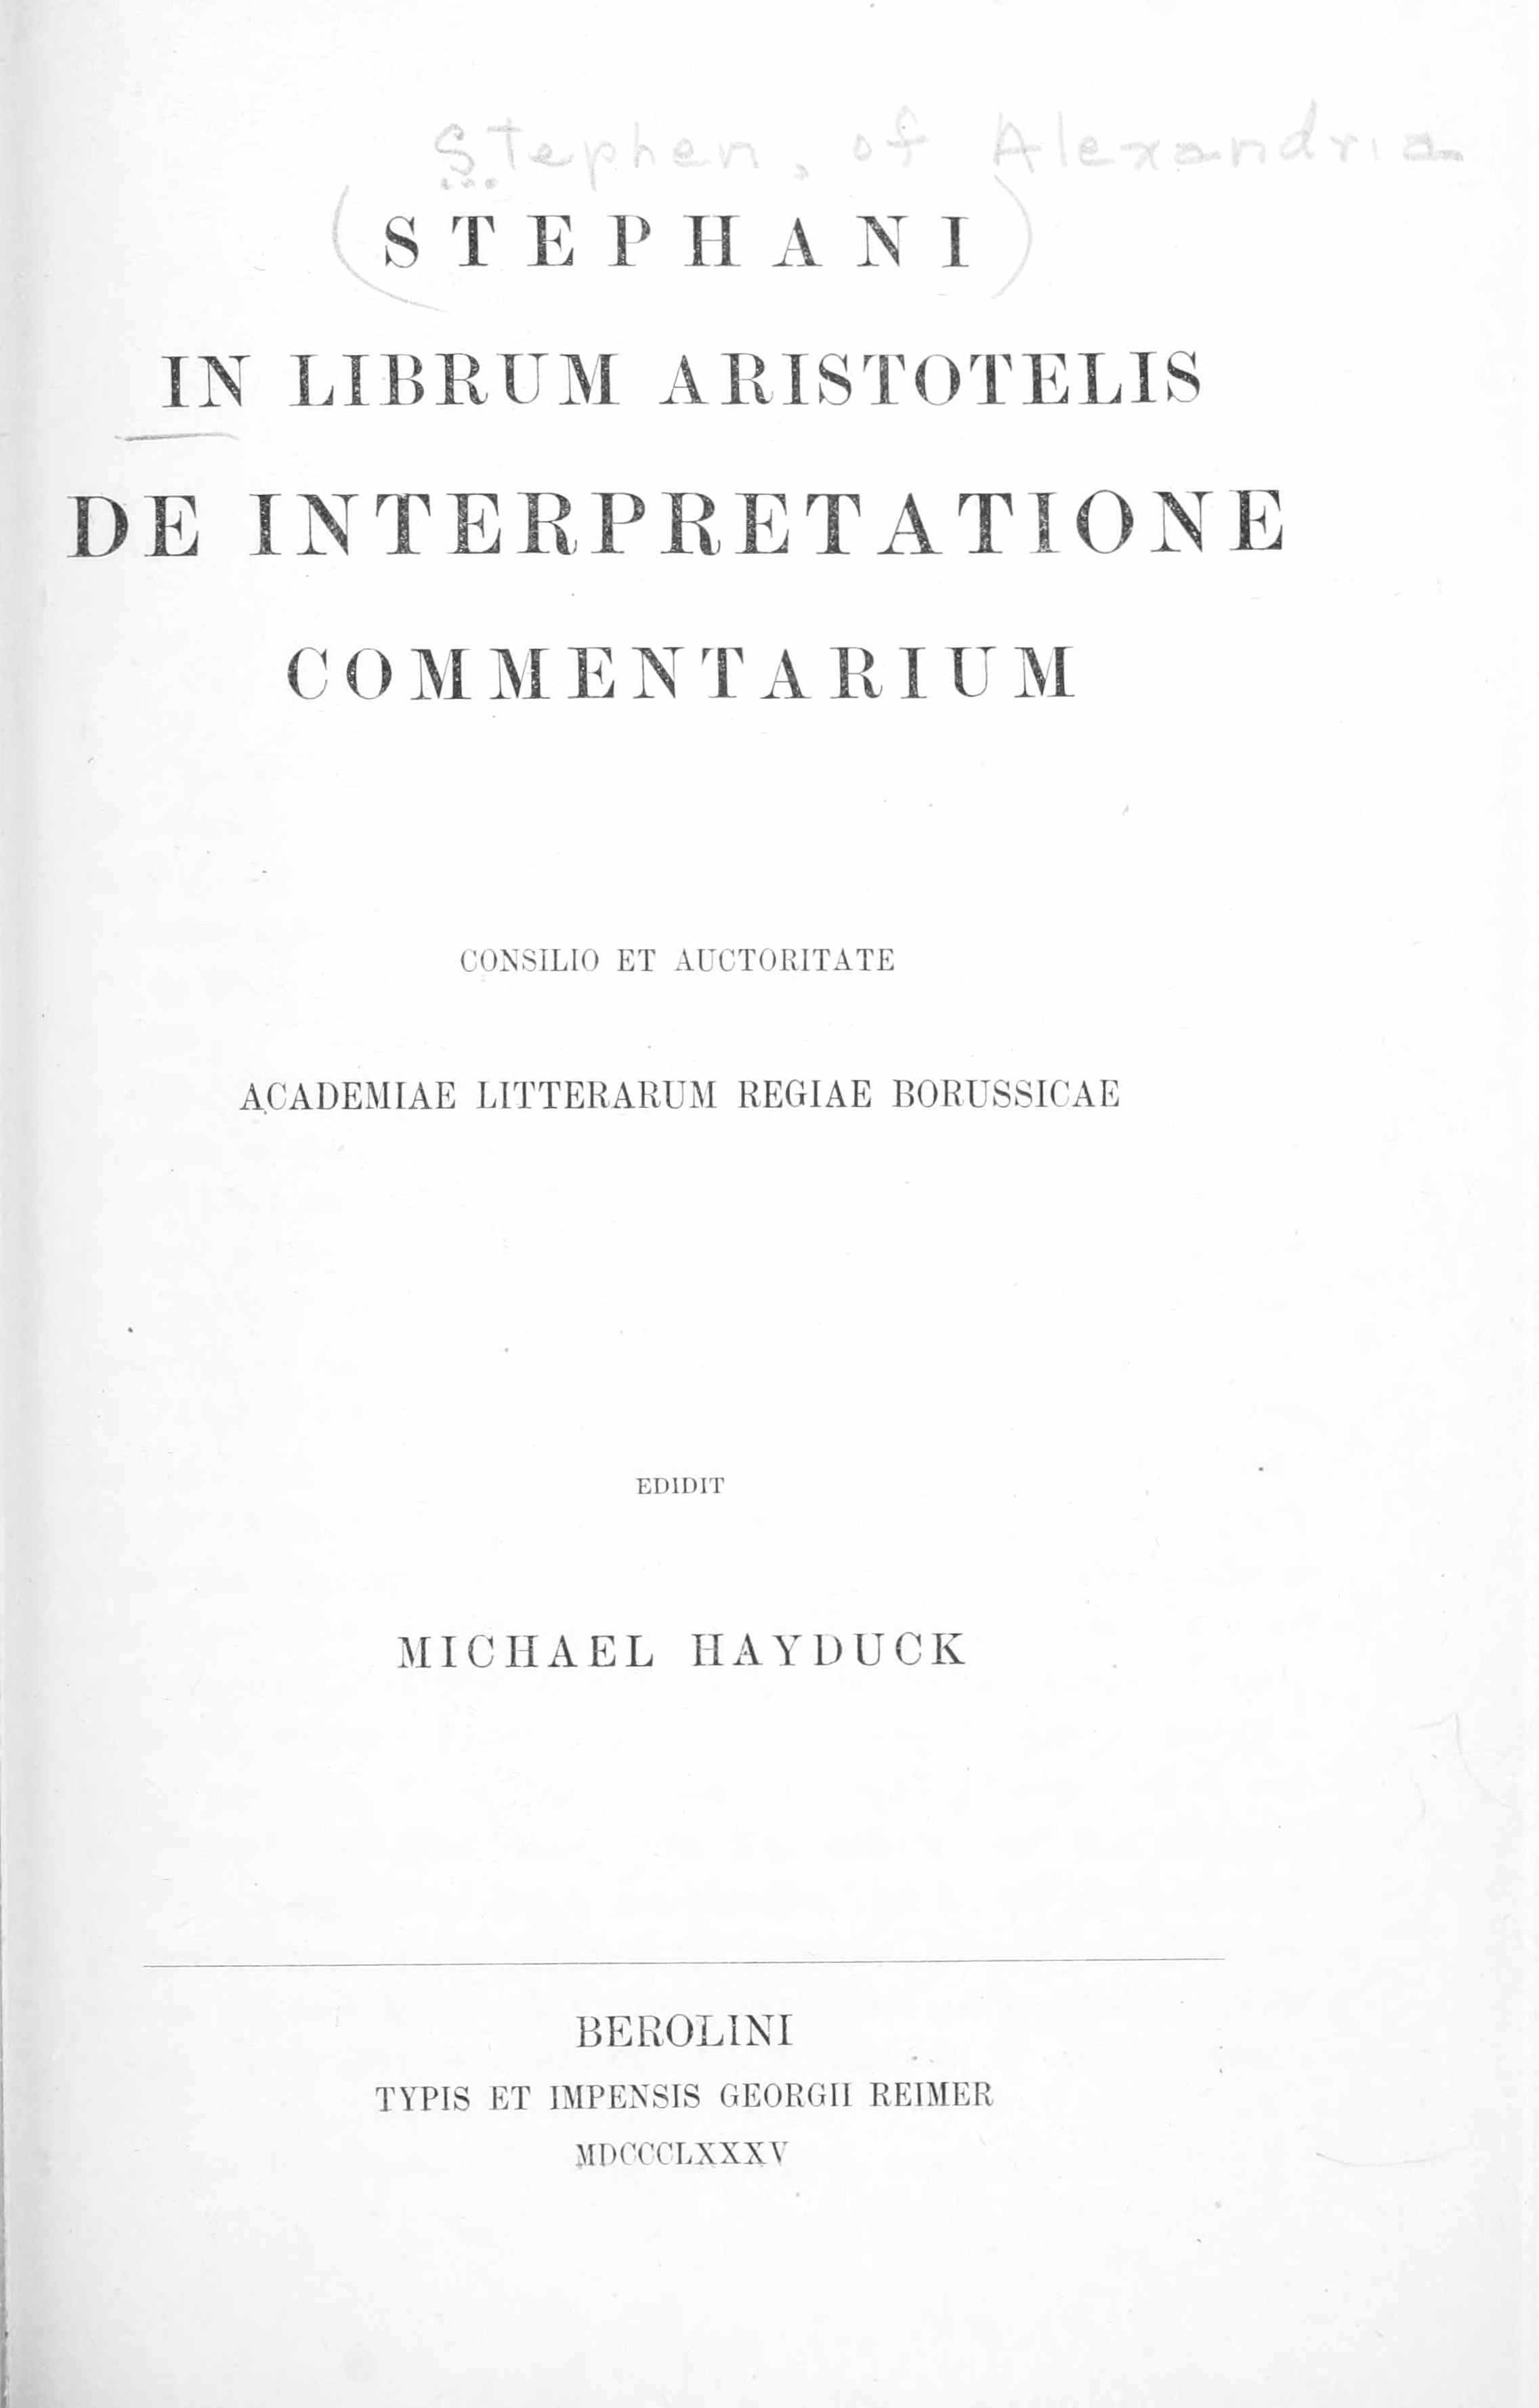 Stephen, of Alexandria
STEPHANI
IN LIBRUM ARISTOTELIS
DE INTERPRETATIONE
COMMENTARIUM
CONSILIO ET AUCTORITATE
ACADEMIAE LITTERARUM REGIAE BORUSSICAE
EDIDIT
MICHAEL HAYDUCK
BEROLINI
TYPIS ET IMPENSIS GEORGII REIMER
MDCCCLXXXV